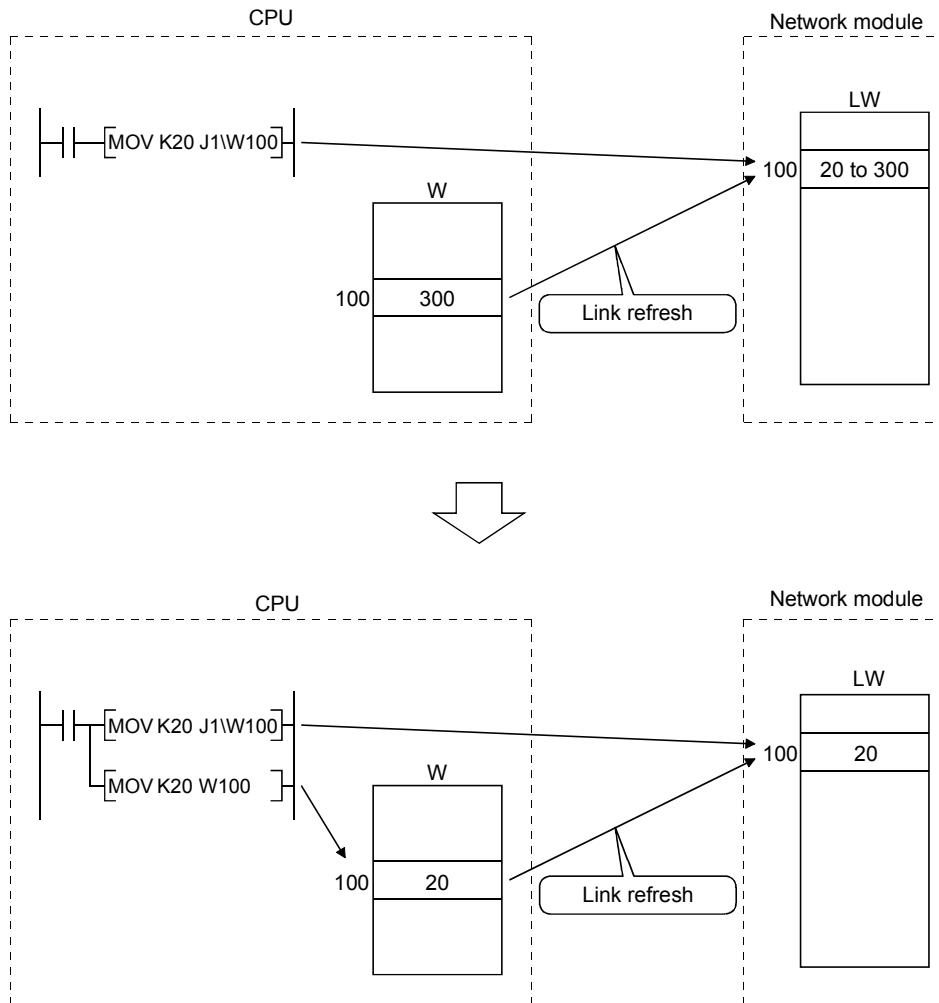 CPU
Network module
LW
MOV K20 J1\W100
100
20 to 300
W
100
300
Link refresh
CPU
Network module
LW
MOV K20 J1\W100
100
20
MOV K20 W100
W
100
20
Link refresh